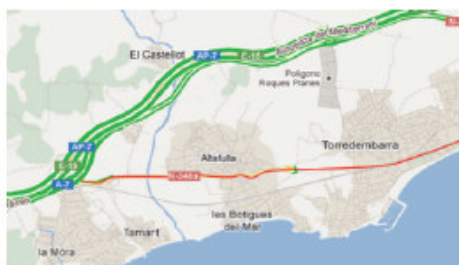 El Castellot
AP-7
E-15
Autopista del Mediterrani
N-
Polígono
Roques Planes
AP-7
E-15
A-7
Altafulla
N-340a
Torredembarra
les Botigues
del Mar
Tamarit
la Móra